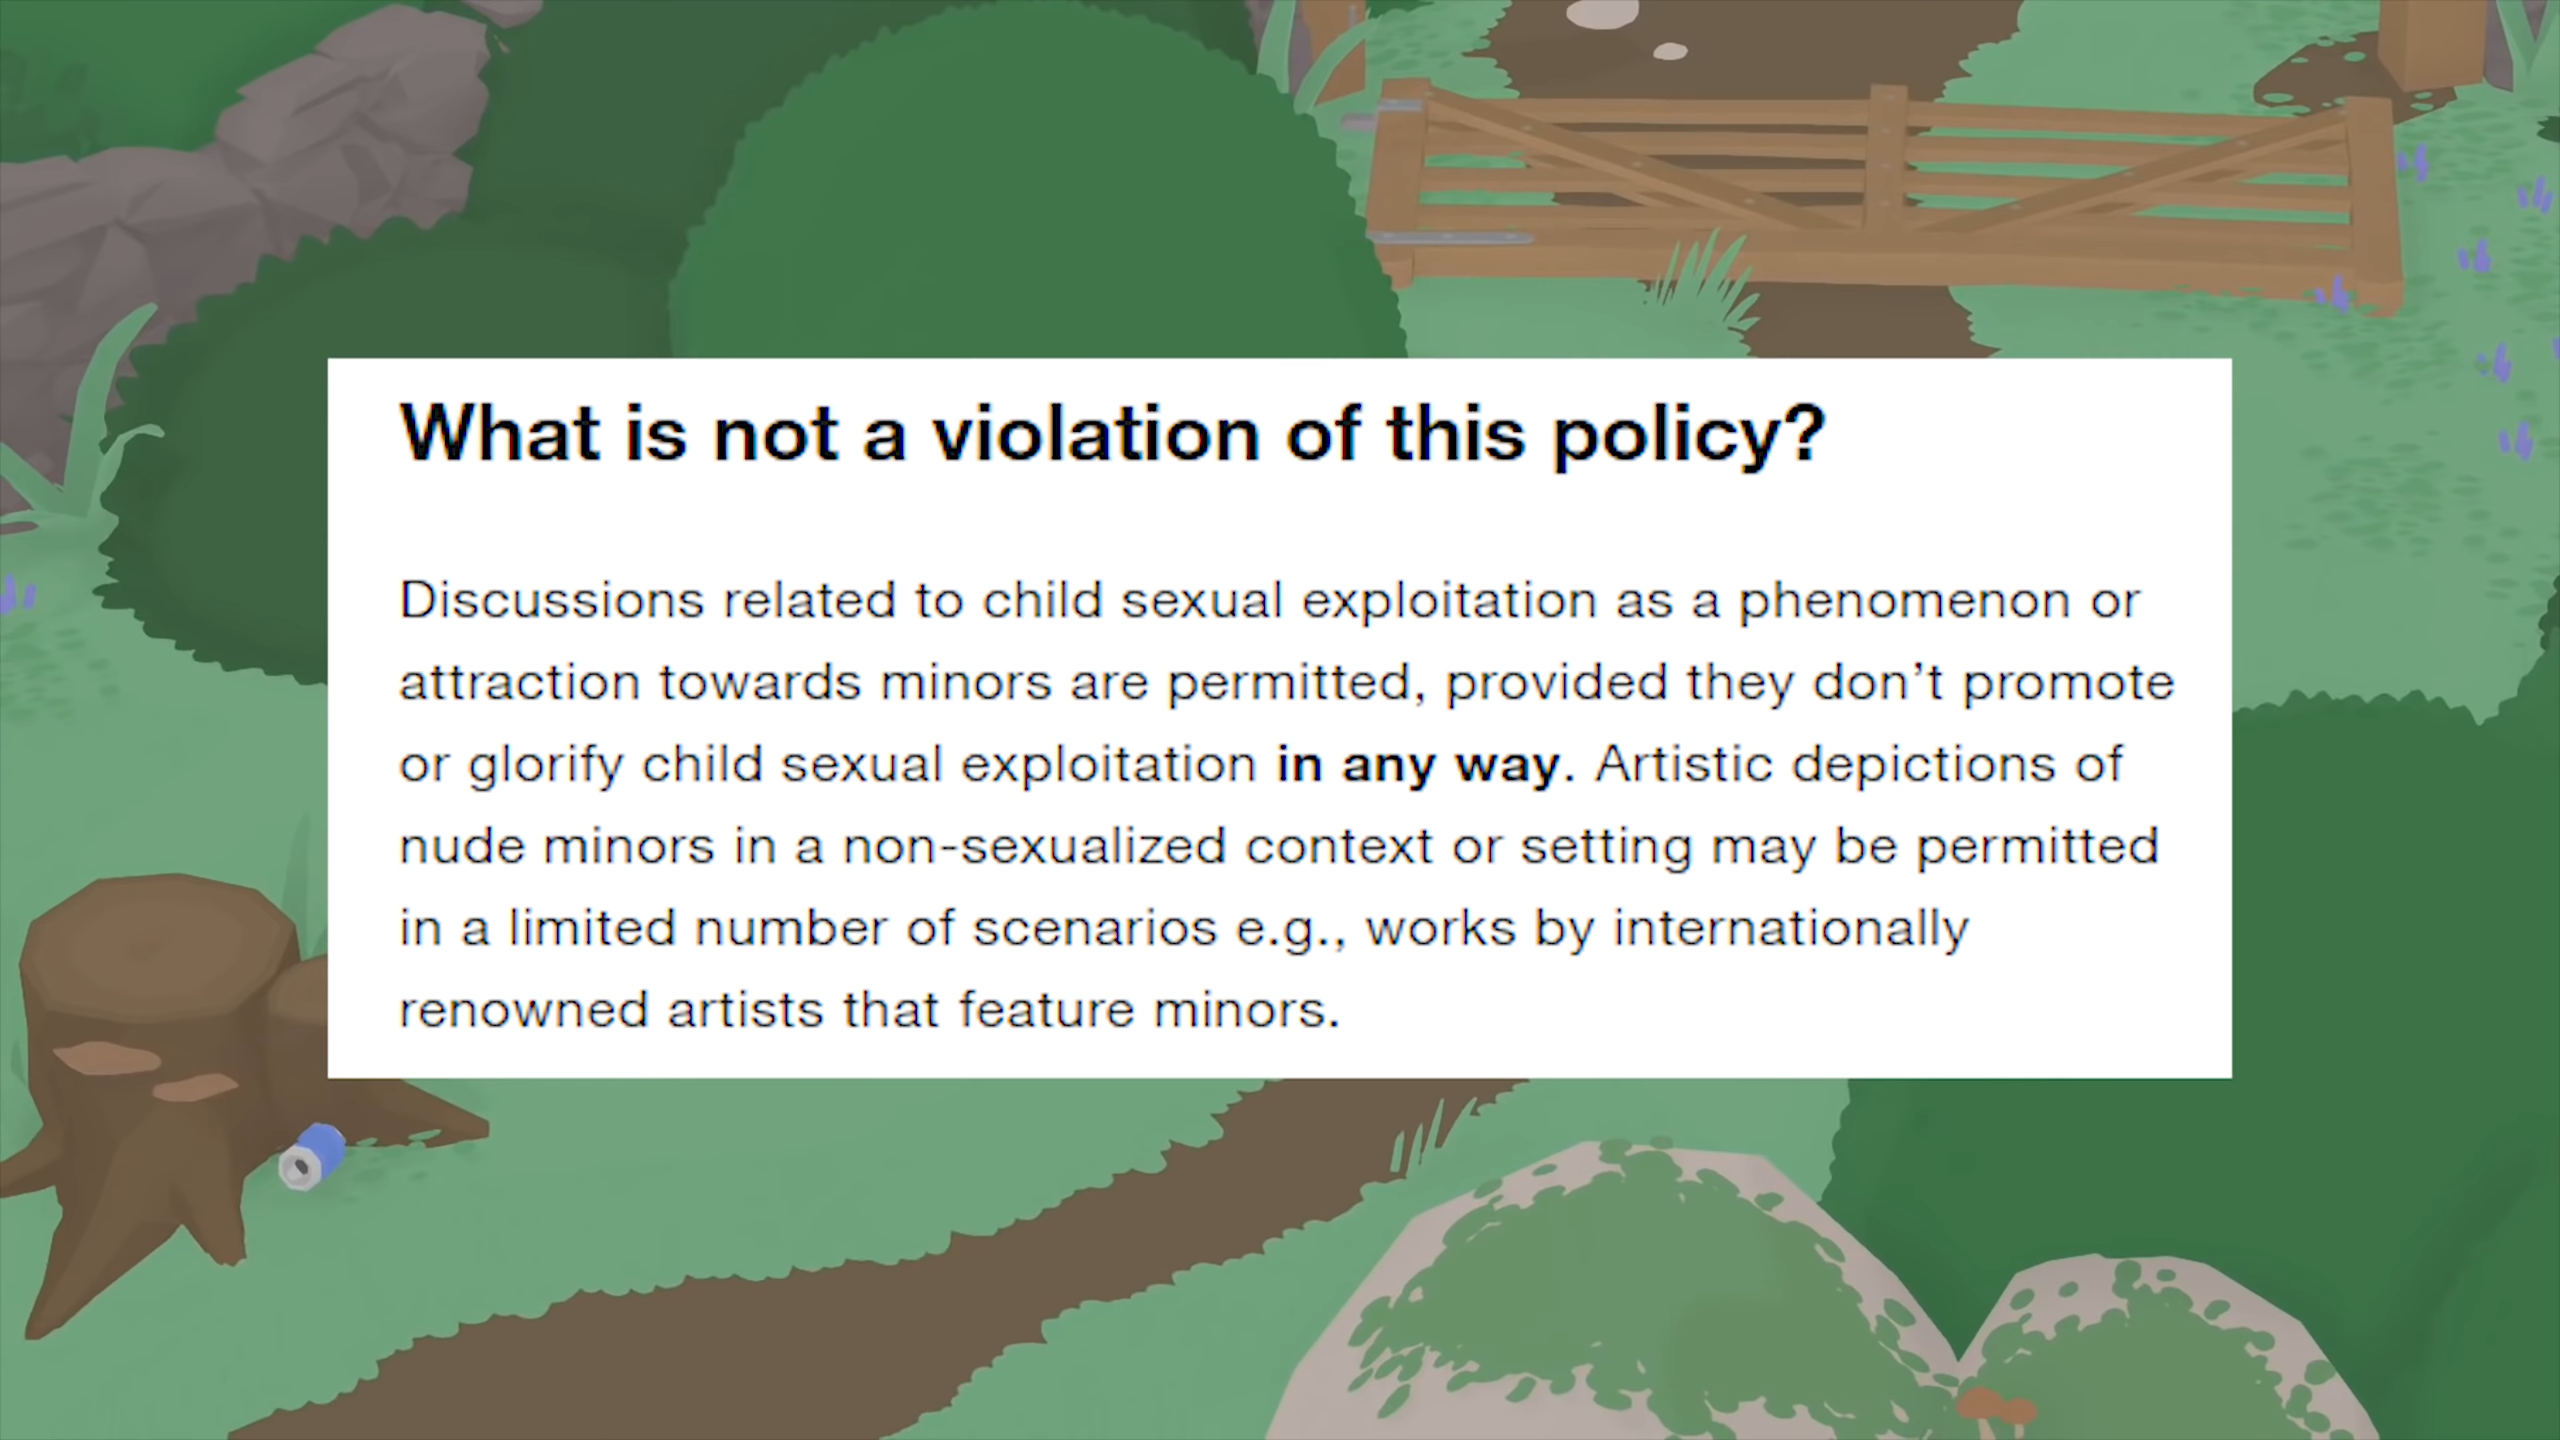 What is not a violation of this policy?
Discussions related to child sexual exploitation as a phenomenon or
attraction towards minors are permitted, provided they don’t promote
or glorify child sexual exploitation in any way. Artistic depictions of
nude minors in a non-sexualized context or setting may be permitted
in a limited number of scenarios e.g., works by internationally
renowned artists that feature minors.